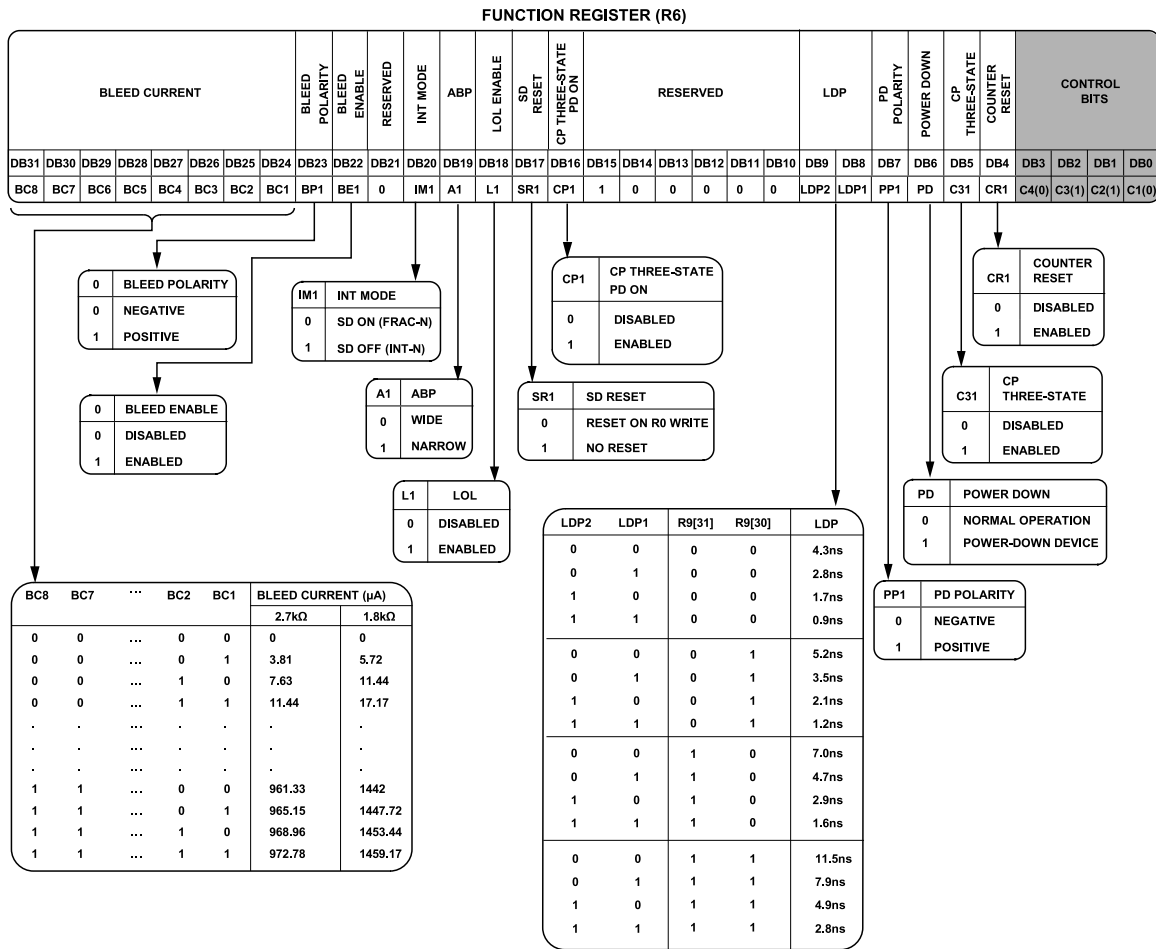 FUNCTION REGISTER (R6)
BLEED CURRENT BLEED POLARITY BLEED ENABLE RESERVED INT MODE ABP LOL ENABLE SD RESET CP THREE-STATE PD ON RESERVED LDP PD POLARITY POWER DOWN CP THREE-STATE COUNTER RESET CONTROL BITS
DB31 DB30 DB29 DB28 DB27 DB26 DB25 DB24 DB23 DB22 DB21 DB20 DB19 DB18 DB17 DB16 DB15 DB14 DB13 DB12 DB11 DB10 DB9 DB8 DB7 DB6 DB5 DB4 DB3 DB2 DB1 DB0
BC8 BC7 BC6 BC5 BC4 BC3 BC2 BC1 BP1 BE1 0 IM1 A1 L1 SR1 CP1 1 0 0 0 0 0 LDP2 LDP1 PP1 PD C31 CR1 C4(0) C3(1) C2(1) C1(0)
0 BLEED POLARITY
0 NEGATIVE
1 POSITIVE
IM1 INT MODE
0 SD ON (FRAC-N)
1 SD OFF (INT-N)
CP1 CP THREE-STATE PD ON
0 DISABLED
1 ENABLED
CR1 COUNTER RESET
0 DISABLED
1 ENABLED
0 BLEED ENABLE
0 DISABLED
1 ENABLED
A1 ABP
0 WIDE
1 NARROW
SR1 SD RESET
0 RESET ON R0 WRITE
1 NO RESET
C31 CP THREE-STATE
0 DISABLED
1 ENABLED
L1 LOL
0 DISABLED
1 ENABLED
PD POWER DOWN
0 NORMAL OPERATION
1 POWER-DOWN DEVICE
PP1 PD POLARITY
0 NEGATIVE
1 POSITIVE
BC8 BC7 ... BC2 BC1 BLEED CURRENT (µA)
2.7kΩ 1.8kΩ
0 0 ... 0 0 0 0
0 0 ... 0 1 3.81 5.72
0 0 ... 1 0 7.63 11.44
0 0 ... 1 1 11.44 17.17
. . ... . . . .
. . ... . . . .
. . ... . . . .
1 1 ... 0 0 961.33 1442
1 1 ... 0 1 965.15 1447.72
1 1 ... 1 0 968.96 1453.44
1 1 ... 1 1 972.78 1459.17
LDP2 LDP1 R9[31] R9[30] LDP
0 0 0 0 4.3ns
0 1 0 0 2.8ns
1 0 0 0 1.7ns
1 1 0 0 0.9ns
0 0 0 1 5.2ns
0 1 0 1 3.5ns
1 0 0 1 2.1ns
1 1 0 1 1.2ns
0 0 1 0 7.0ns
0 1 1 0 4.7ns
1 0 1 0 2.9ns
1 1 1 0 1.6ns
0 0 1 1 11.5ns
0 1 1 1 7.9ns
1 0 1 1 4.9ns
1 1 1 1 2.8ns